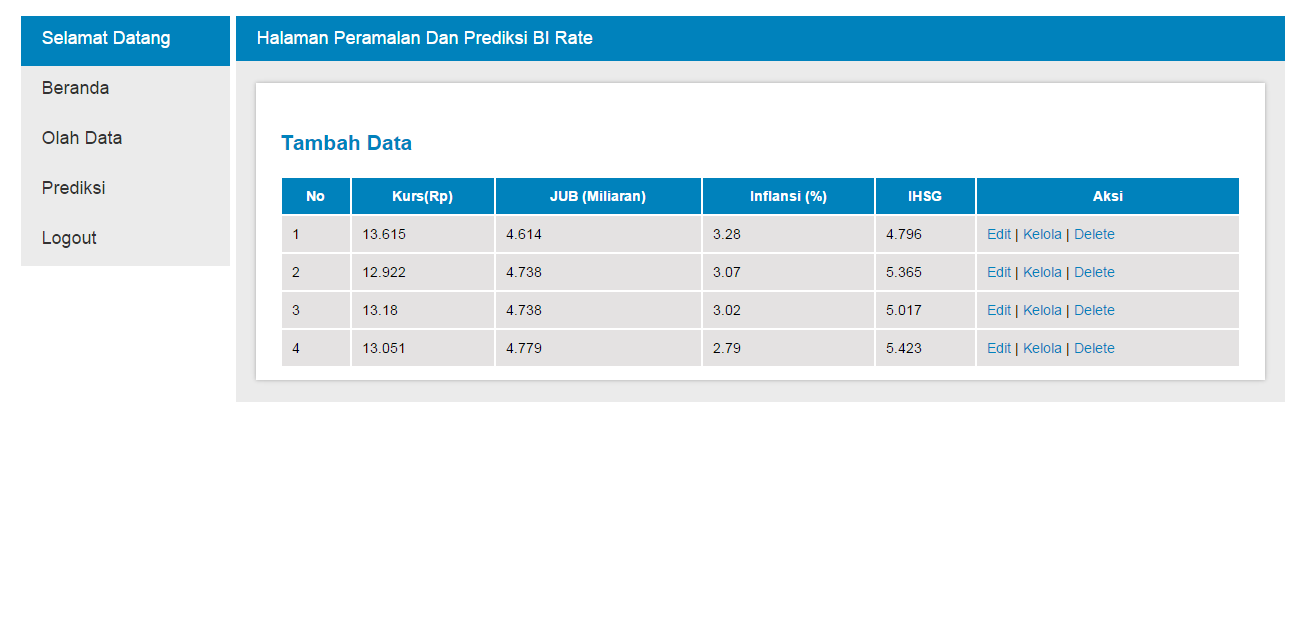 Selamat Datang
Beranda
Olah Data
Prediksi
Logout
Halaman Peramalan Dan Prediksi BI Rate
Tambah Data
No Kurs(Rp) JUB (Miliaran) Inflansi (%) IHSG Aksi
1 13.615 4.614 3.28 4.796 Edit | Kelola | Delete
2 12.922 4.738 3.07 5.365 Edit | Kelola | Delete
3 13.18 4.738 3.02 5.017 Edit | Kelola | Delete
4 13.051 4.779 2.79 5.423 Edit | Kelola | Delete